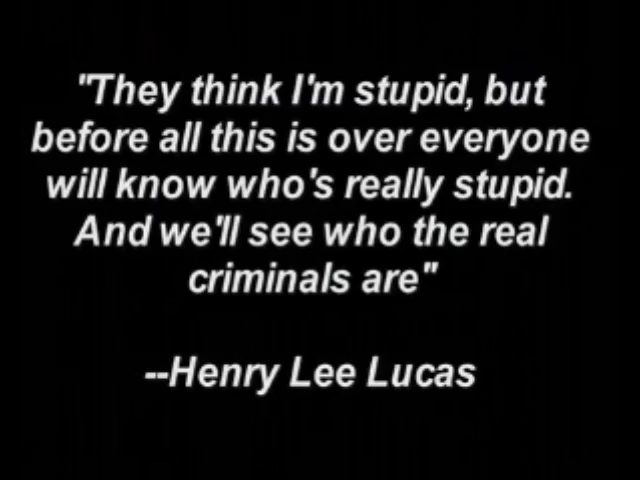 "They think I'm stupid, but
before all this is over everyone
will know who's really stupid.
And we'll see who the real
criminals are"
--Henry Lee Lucas